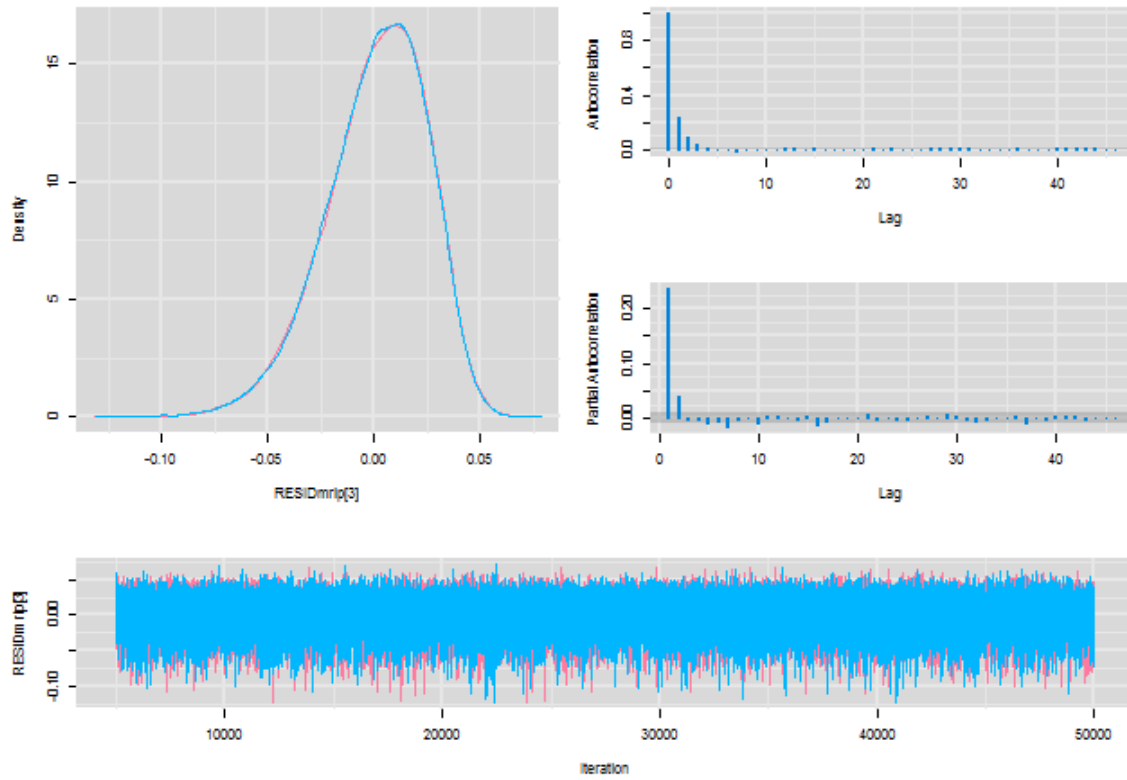 Density
15
10
5
0
-0.10 -0.05 0.00 0.05
RESIDmrip[3]
Autocorrelation
0.8
0.4
0.0
0 10 20 30 40
Lag
Partial Autocorrelation
0.20
0.10
0.00
0 10 20 30 40
Lag
RESIDmrip[3]
0.00
-0.10
10000 20000 30000 40000 50000
Iteration